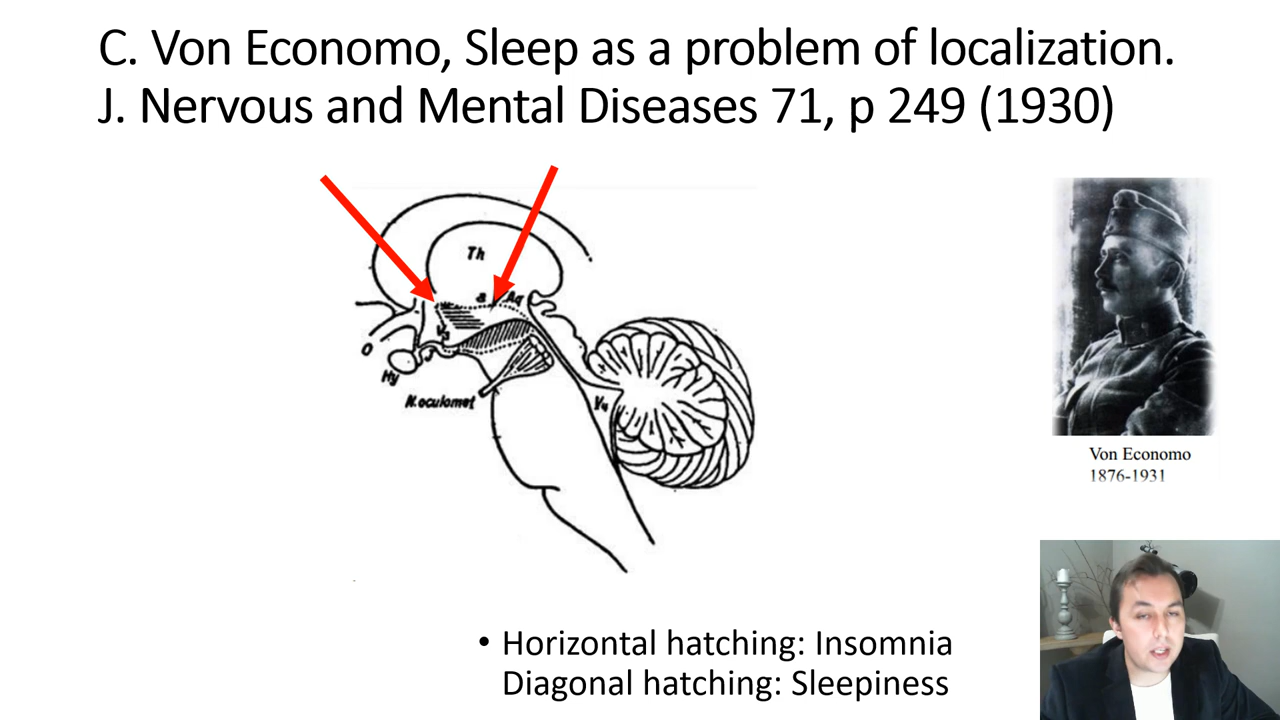 C. Von Economo, Sleep as a problem of localization.
J. Nervous and Mental Diseases 71, p 249 (1930)
Th
a
Aq
V3
O
Hy
N.oculomot
V4
Von Economo
1876-1931
• Horizontal hatching: Insomnia
Diagonal hatching: Sleepiness